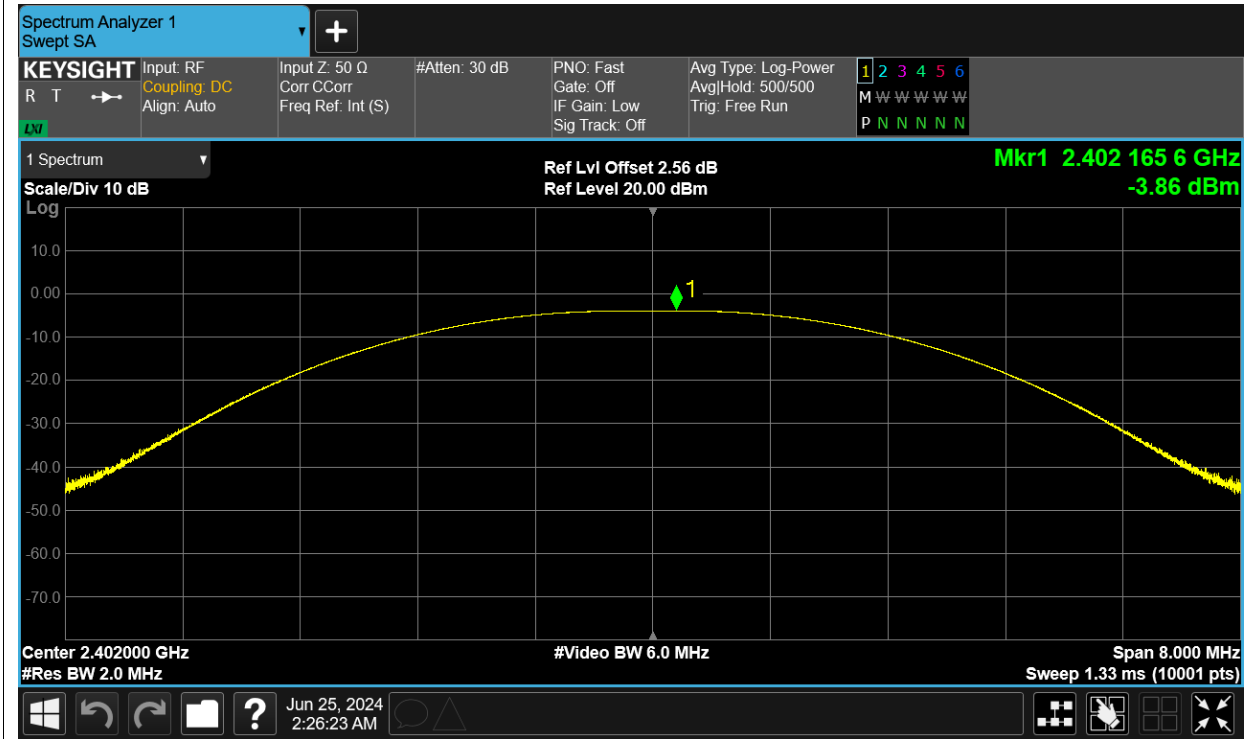 Spectrum Analyzer 1
Swept SA
KEYSIGHT
R T
LXI
Input: RF
Coupling: DC
Align: Auto
Input Z: 50 Ω
Corr CCorr
Freq Ref: Int (S)
#Atten: 30 dB
PNO: Fast
Gate: Off
IF Gain: Low
Sig Track: Off
Avg Type: Log-Power
Avg|Hold: 500/500
Trig: Free Run
1 2 3 4 5 6
M W W W W W W
P N N N N N N
1 Spectrum
Scale/Div 10 dB
Log
Ref Lvl Offset 2.56 dB
Ref Level 20.00 dBm
Mkr1 2.402 165 6 GHz
-3.86 dBm
10.0
0.00
1
-10.0
-20.0
-30.0
-40.0
-50.0
-60.0
-70.0
Center 2.402000 GHz
#Video BW 6.0 MHz
Span 8.000 MHz
#Res BW 2.0 MHz
Sweep 1.33 ms (10001 pts)
?
Jun 25, 2024
2:26:23 AM